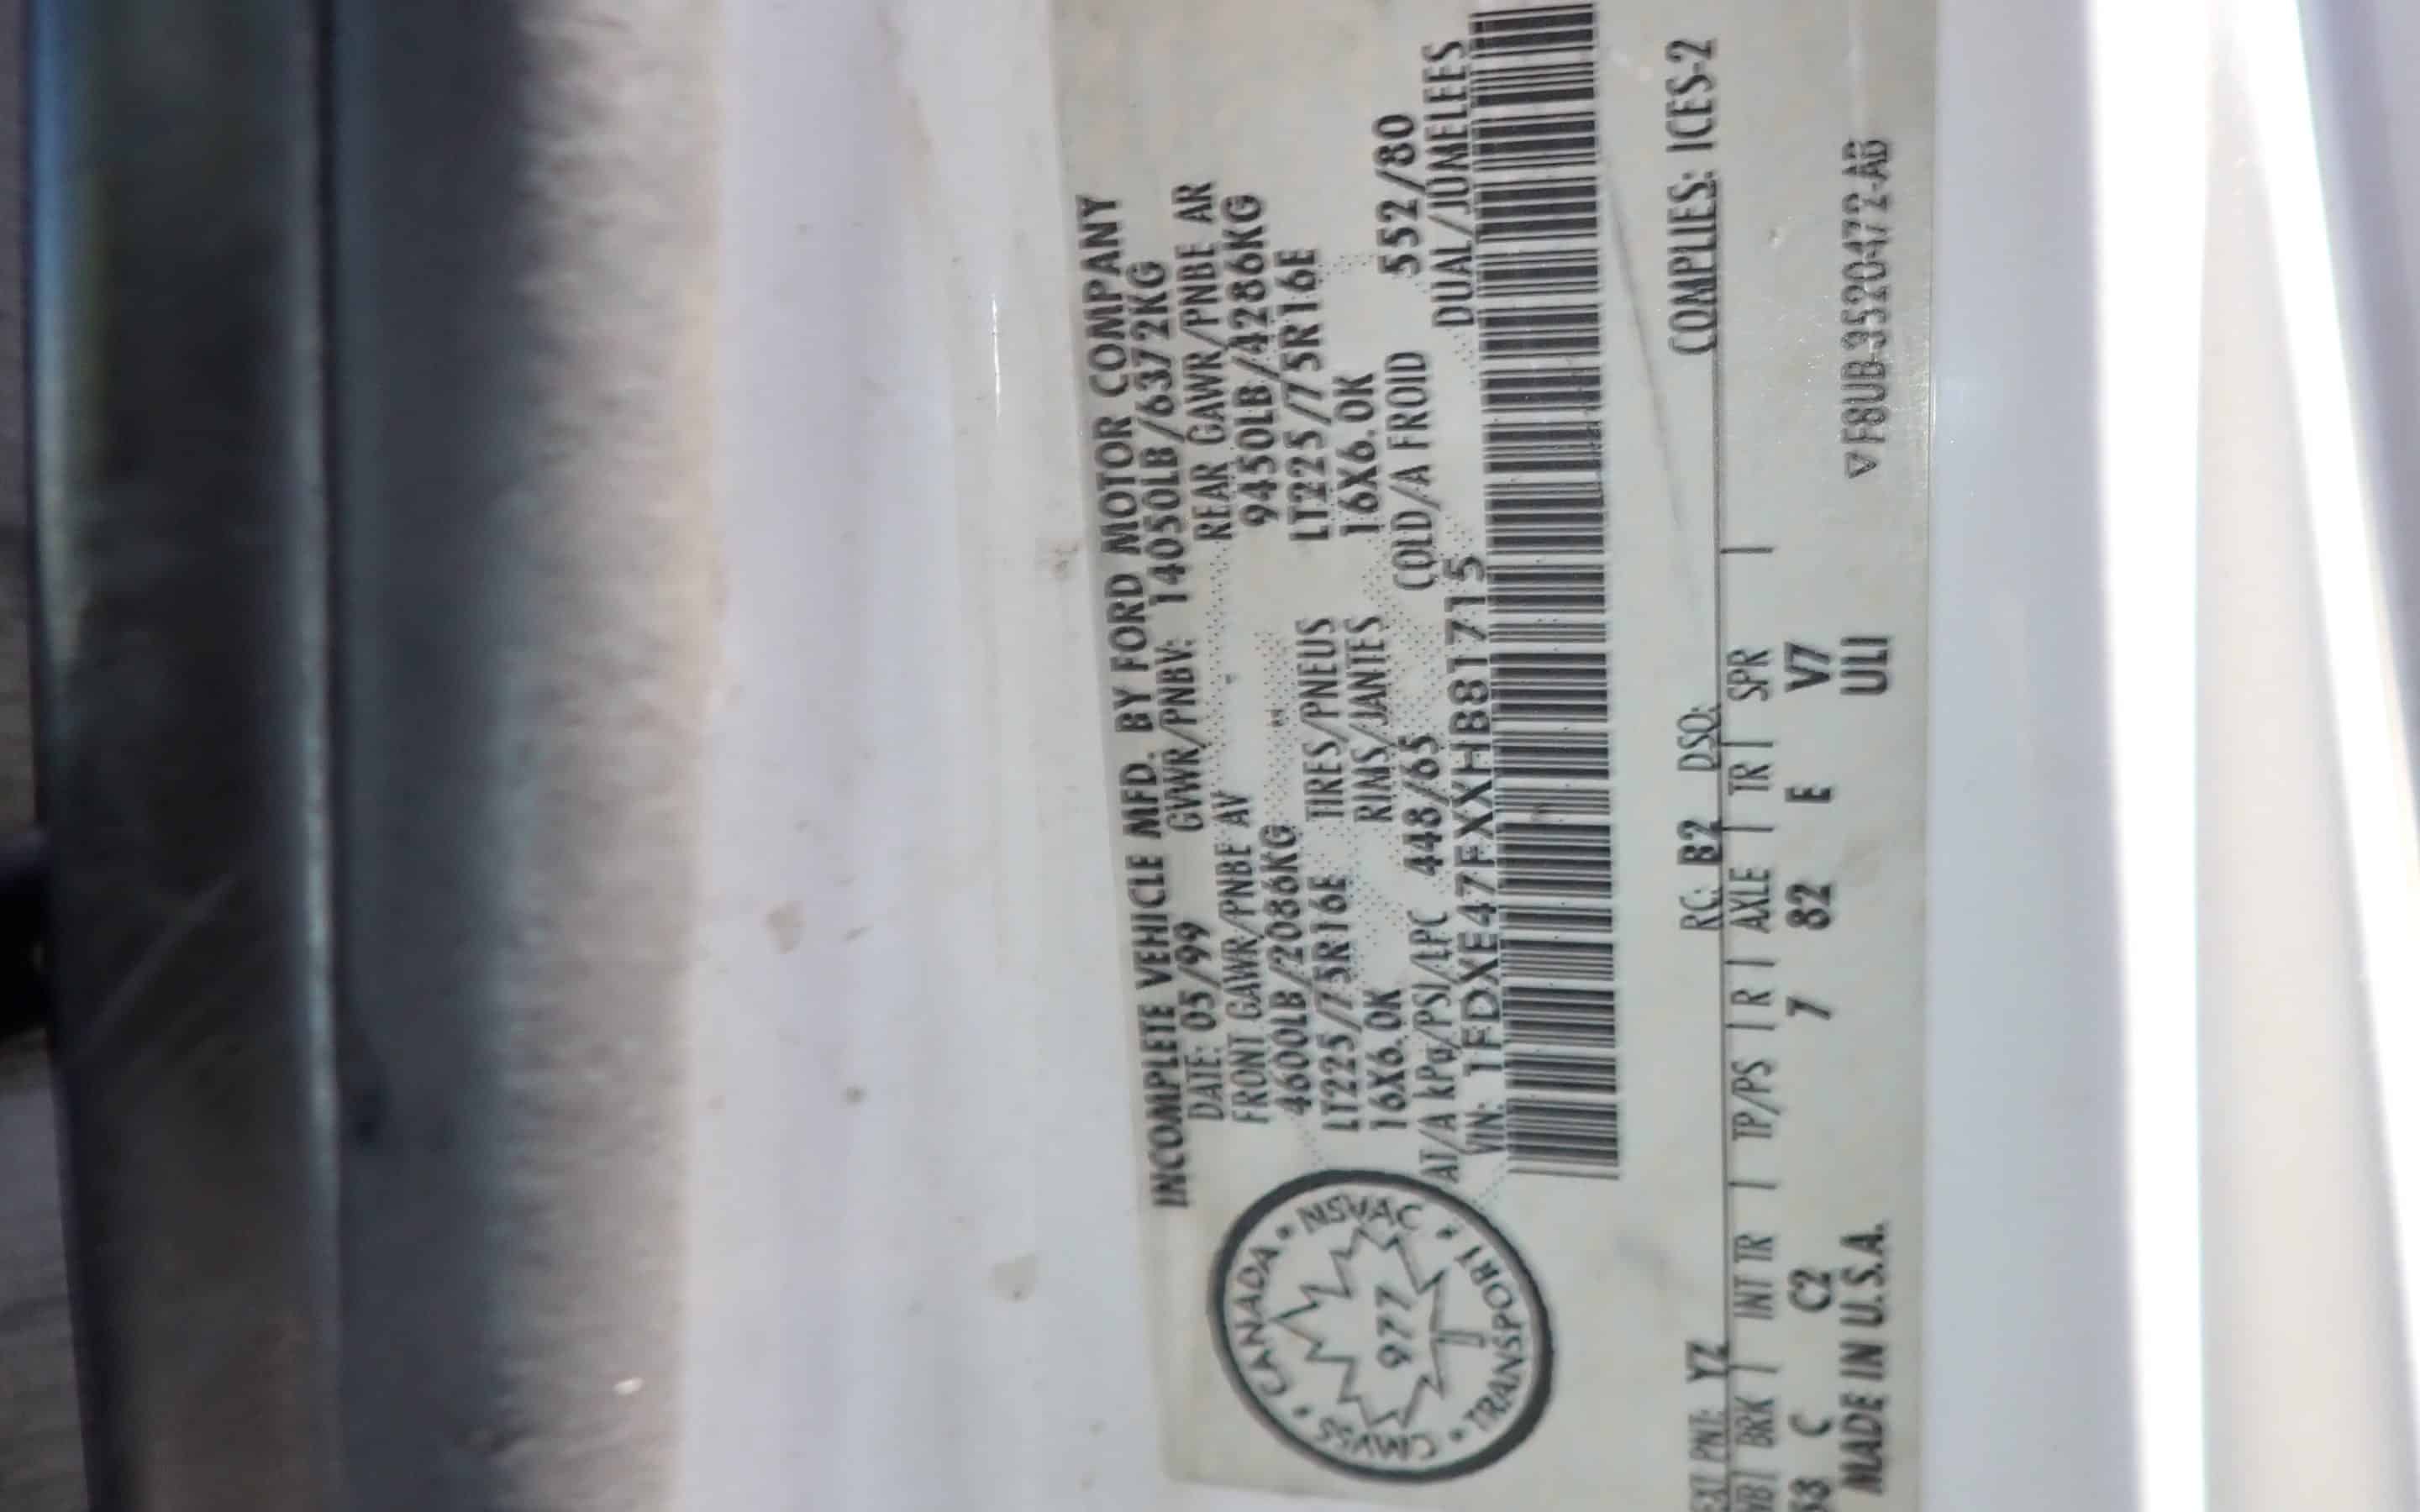 INCOMPLETE VEHICLE MFD. BY FORD MOTOR COMPANY
DATE: 05/99 GVWR/PNBV: 14050LB/6372KG
FRONT GAWR/PNBE AV REAR GAWR/PNBE AR
4600LB/2086KG 9450LB/4286KG
LT225/75R16E TIRES/PNEUS LT225/75R16E
16X6.0K RIMS/JANTES 16X6.0K
AT/A kPa/PSI/LPC 448/65 COLD/A FROID 552/80
VIN: 1FDXE47FXXHB81715 DUAL/JUMELEES
CMVSS • CANADA • NSVAC • TRANSPORT •
977
EXT PNT: YZ RC: B2 DSO: COMPLIES: ICES-2
WB | BRK | INT TR | TP/PS | R | AXLE | TR | SPR |
C C2 7 82 E V7
MADE IN U.S.A. ULI ▽F8UB-3520472-AB